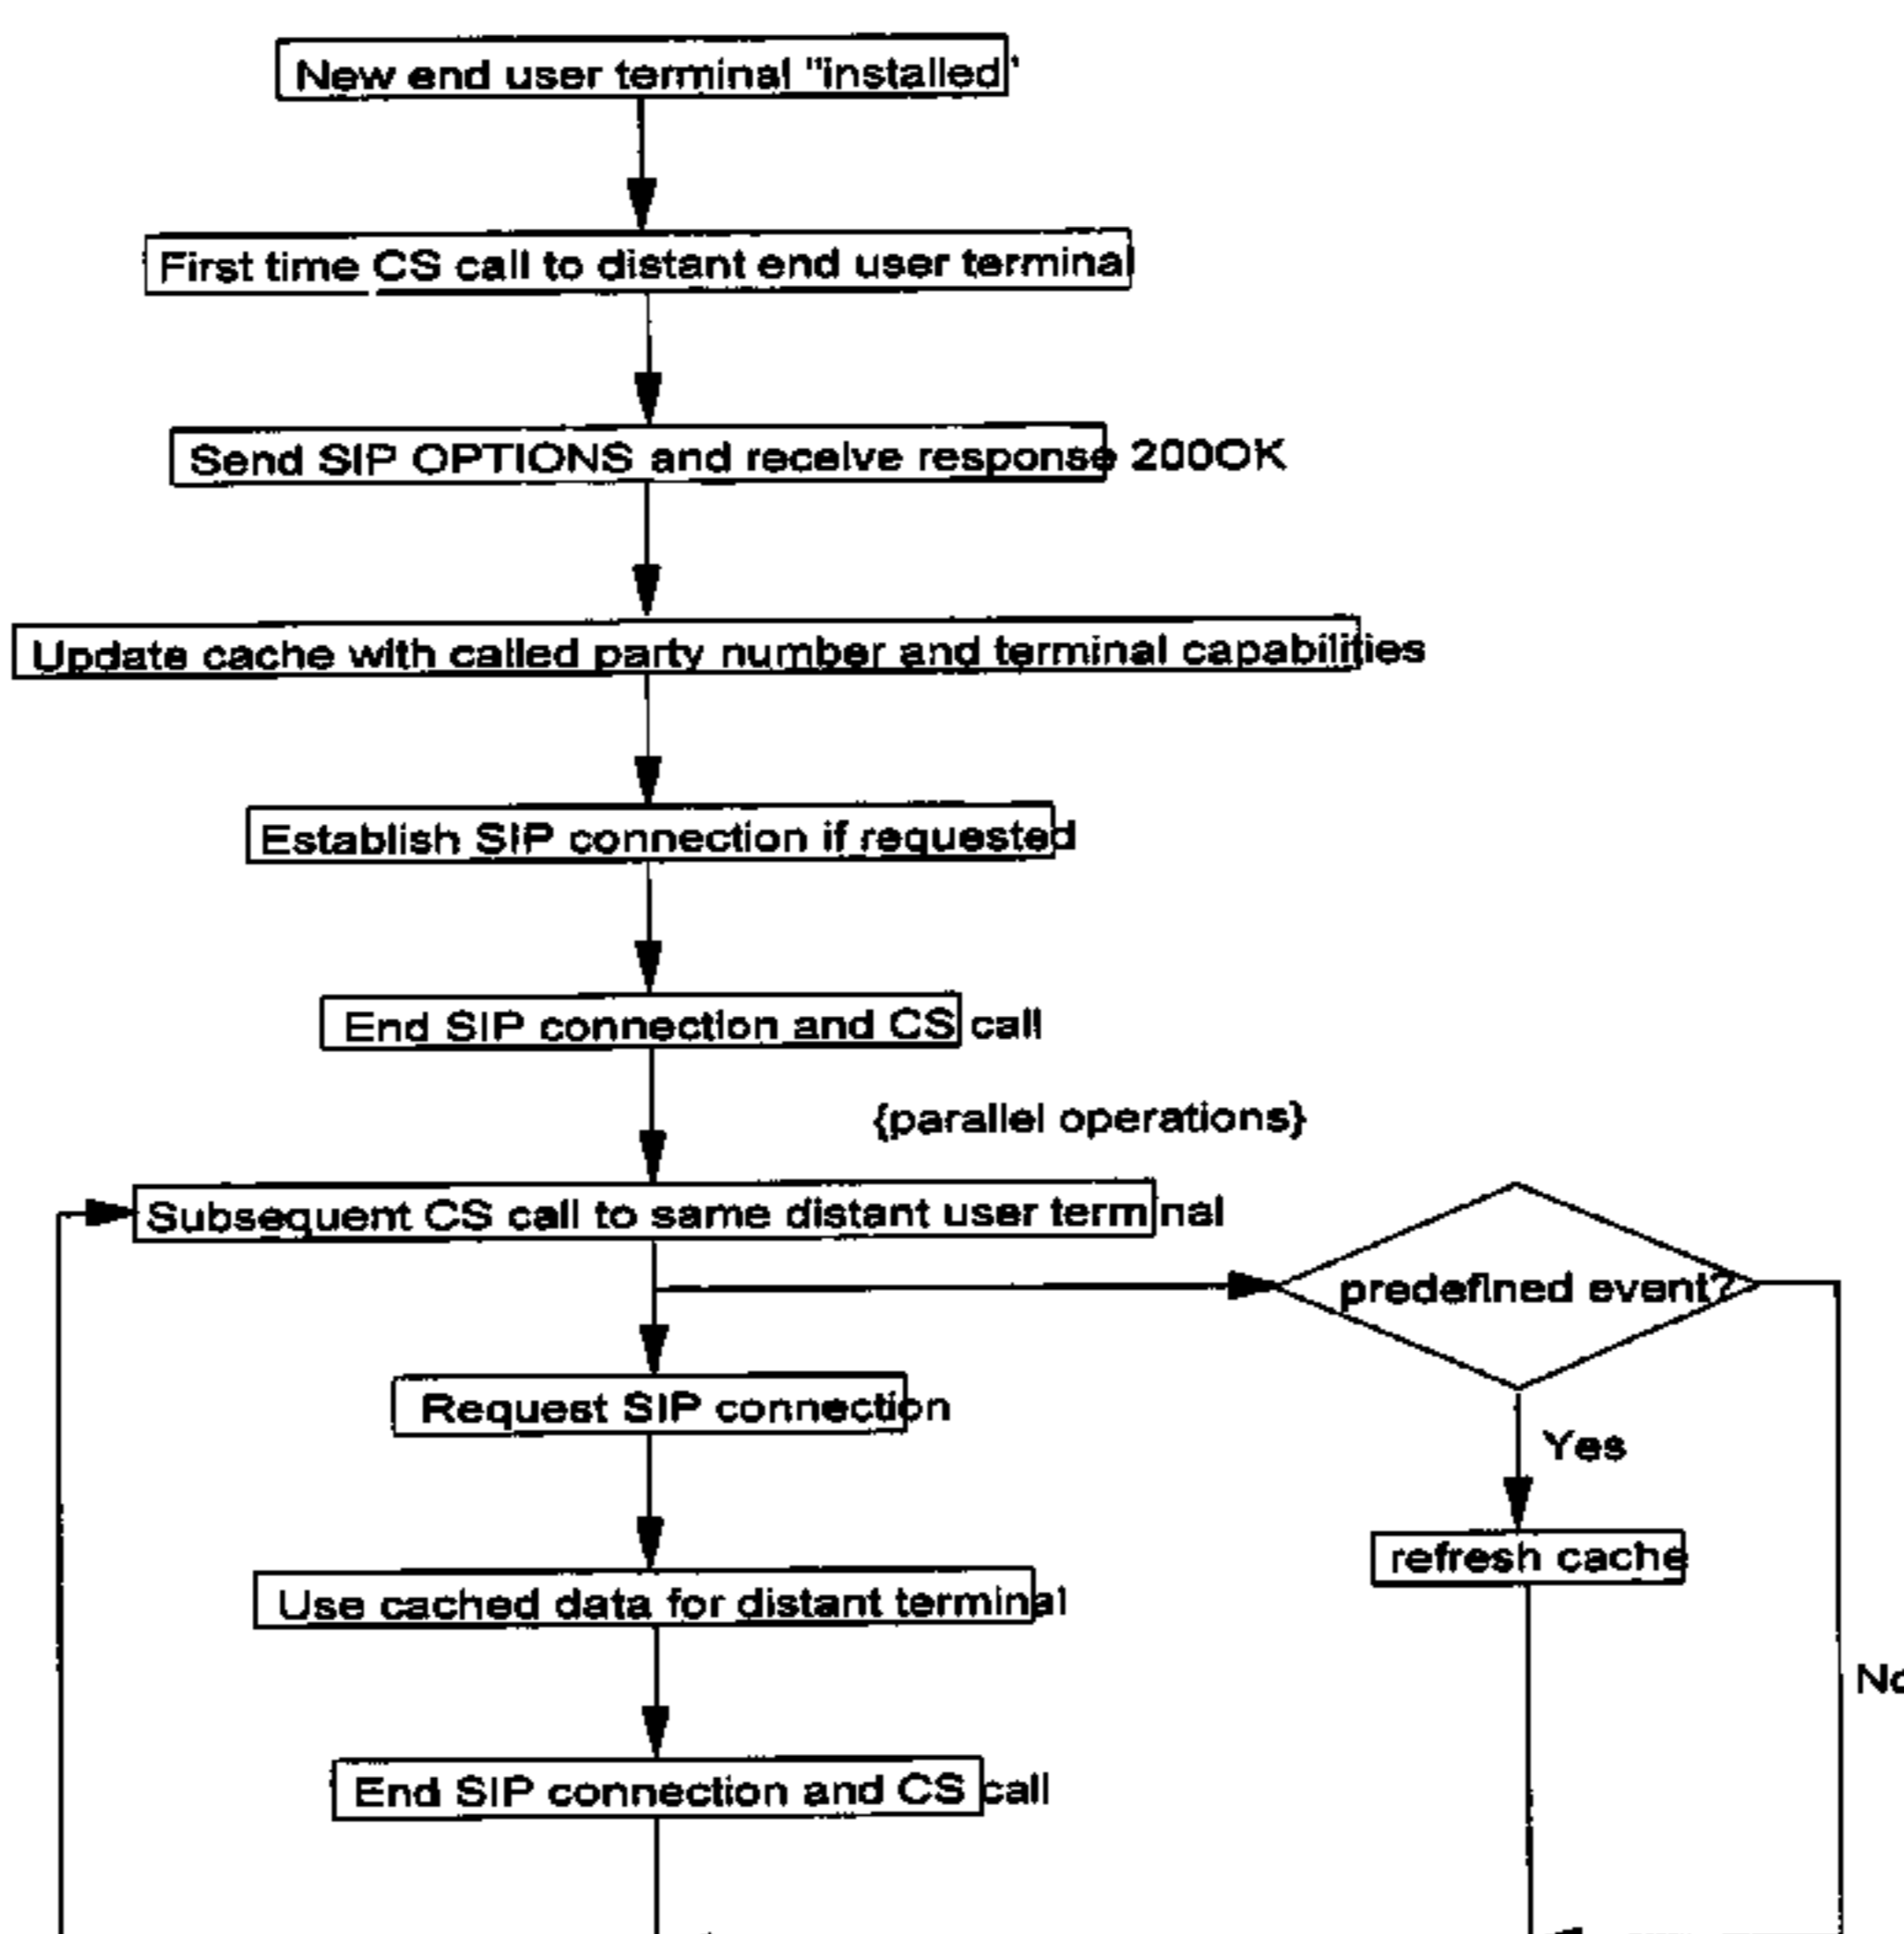 New end user terminal "installed"
First time CS call to distant end user terminal
Send SIP OPTIONS and receive response 200OK
Update cache with called party number and terminal capabilities
Establish SIP connection if requested
End SIP connection and CS call
{parallel operations}
Subsequent CS call to same distant user terminal
predefined event?
Request SIP connection
Yes
refresh cache
Use cached data for distant terminal
No
End SIP connection and CS call